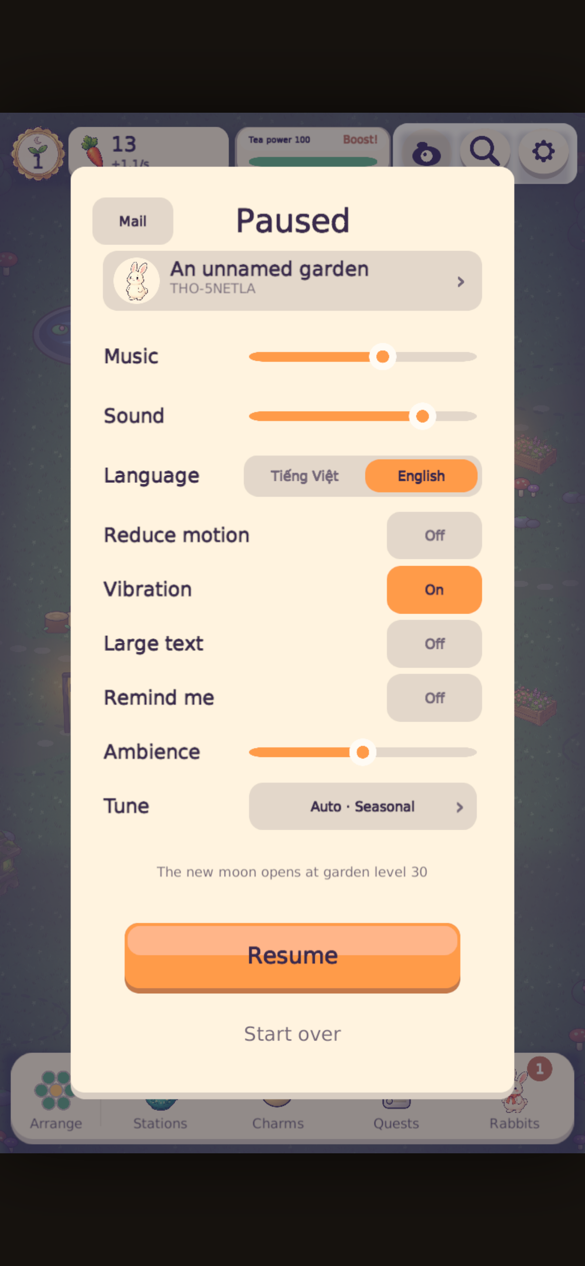 1
13
+1.1/s
Tea power 100
Boost!
Mail
Paused
An unnamed garden
THO-5NETLA
Music
Sound
Language
Tiếng Việt
English
Reduce motion
Off
Vibration
On
Large text
Off
Remind me
Off
Ambience
Tune
Auto · Seasonal
The new moon opens at garden level 30
Resume
Start over
1
Arrange
Stations
Charms
Quests
Rabbits